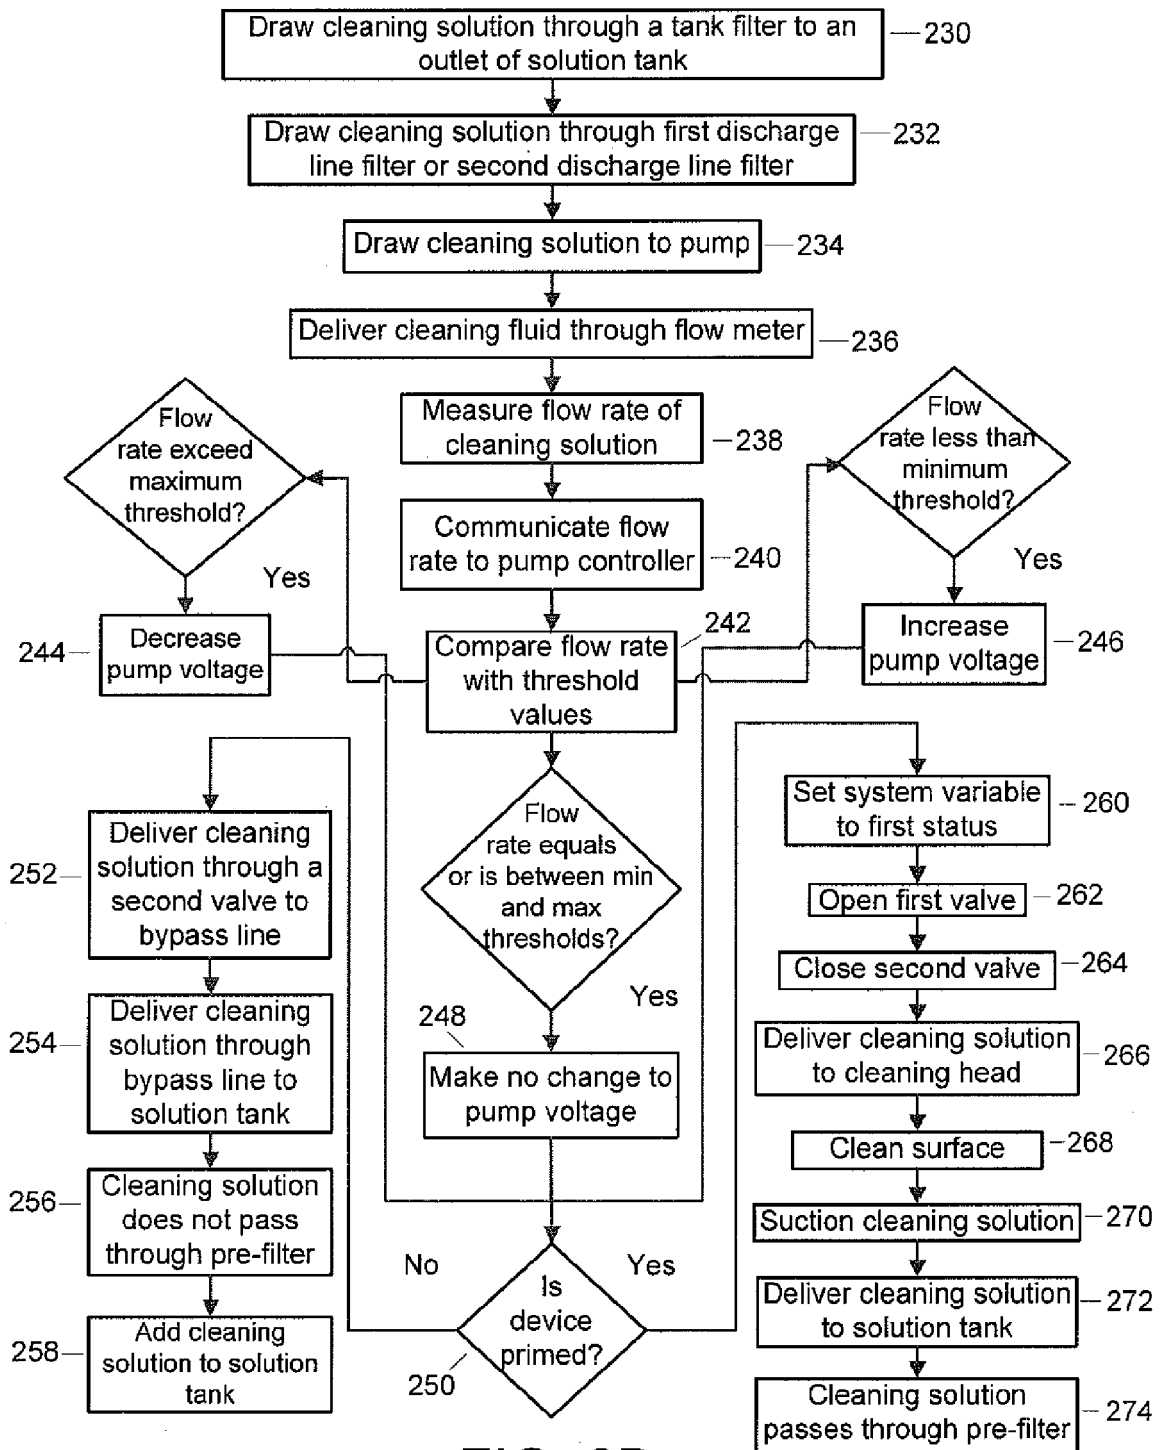 Draw cleaning solution through a tank filter to an
outlet of solution tank
230
Draw cleaning solution through first discharge
line filter or second discharge line filter
232
Draw cleaning solution to pump
234
Deliver cleaning fluid through flow meter
236
Flow
rate exceed
maximum
threshold?
Measure flow rate of
cleaning solution
238
Flow
rate less than
minimum
threshold?
Communicate flow
rate to pump controller
240
Yes
Yes
244
Decrease
pump voltage
Compare flow rate
with threshold
values
242
Increase
pump voltage
246
252
Deliver cleaning
solution through a
second valve to
bypass line
Flow
rate equals
or is between min
and max
thresholds?
Yes
Set system variable
to first status
260
Open first valve
262
Close second valve
264
254
Deliver cleaning
solution through
bypass line to
solution tank
248
Make no change to
pump voltage
Deliver cleaning solution
to cleaning head
266
Clean surface
268
256
Cleaning solution
does not pass
through pre-filter
Suction cleaning solution
270
No
Yes
258
Add cleaning
solution to solution
tank
Is
device
primed?
250
Deliver cleaning solution
to solution tank
272
Cleaning solution
passes through pre-filter
274